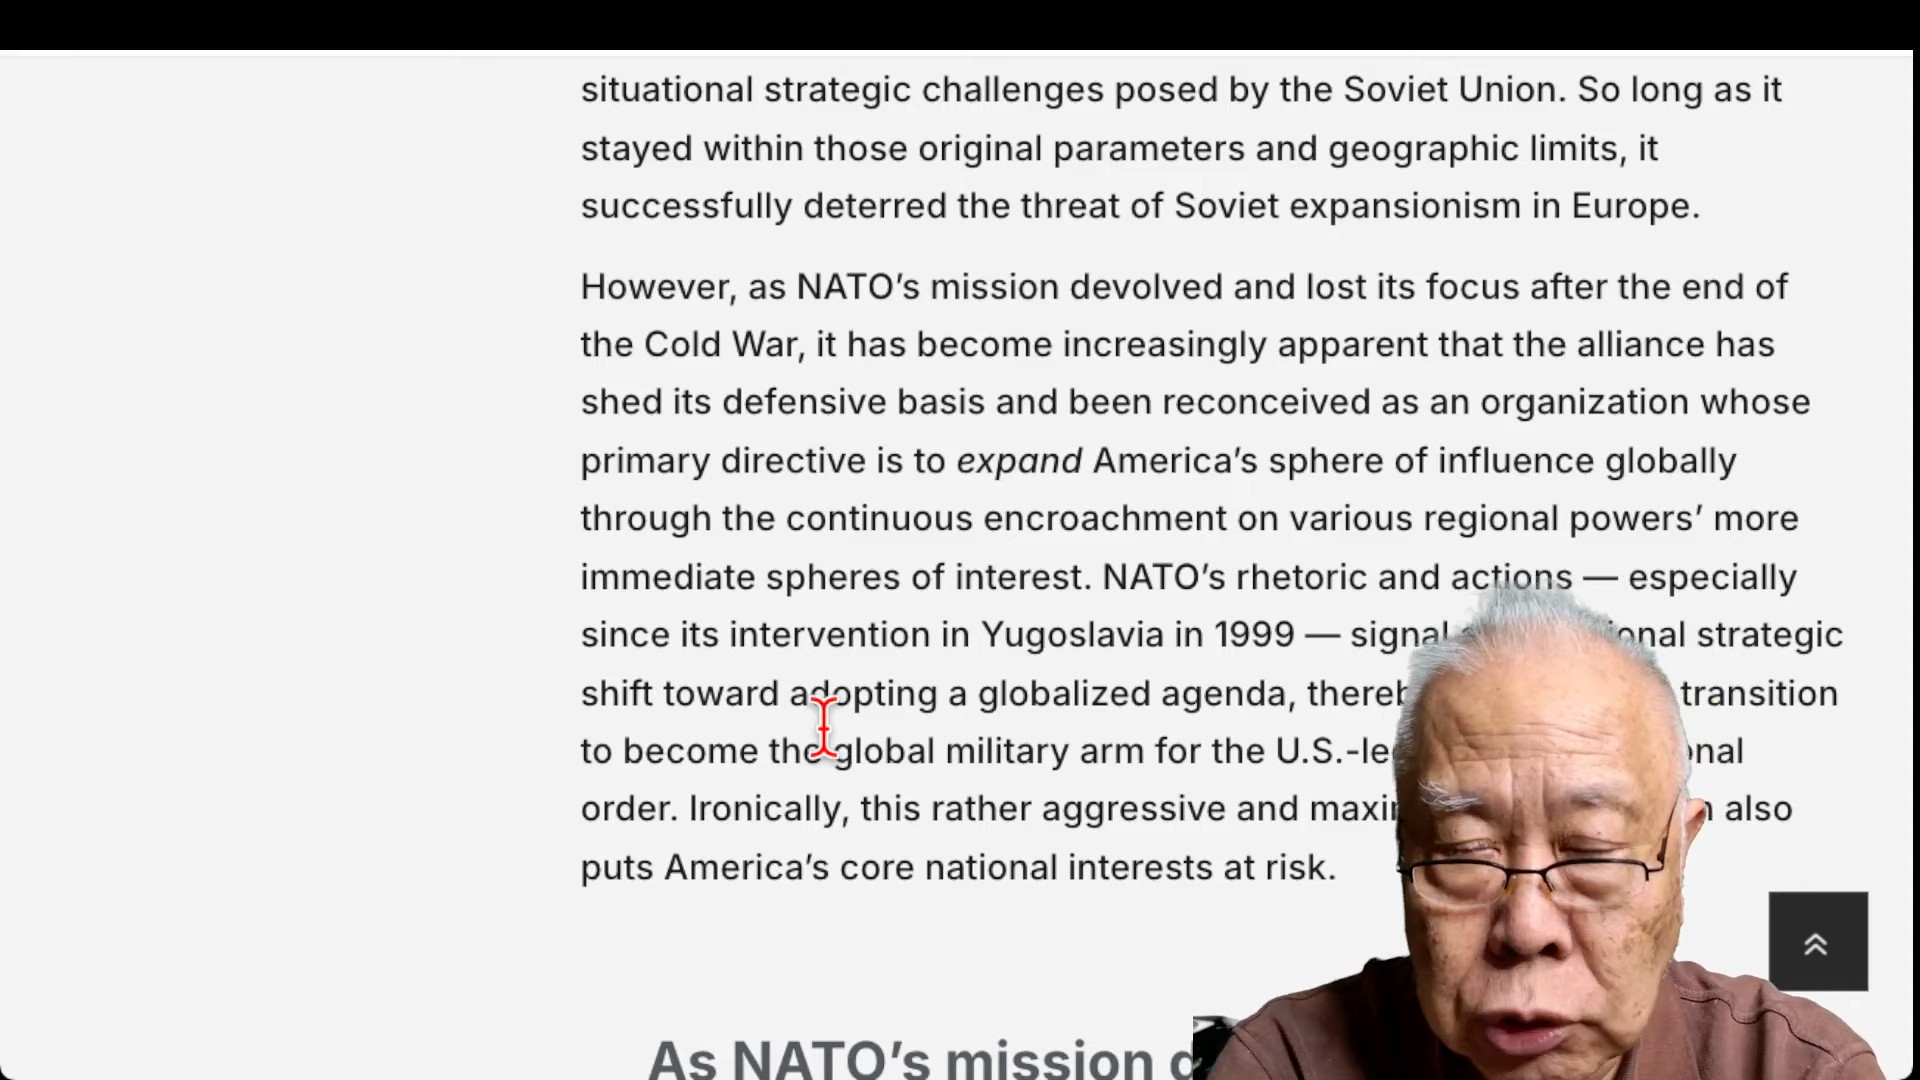 situational strategic challenges posed by the Soviet Union. So long as it
stayed within those original parameters and geographic limits, it
successfully deterred the threat of Soviet expansionism in Europe.
However, as NATO’s mission devolved and lost its focus after the end of
the Cold War, it has become increasingly apparent that the alliance has
shed its defensive basis and been reconceived as an organization whose
primary directive is to expand America’s sphere of influence globally
through the continuous encroachment on various regional powers’ more
immediate spheres of interest. NATO’s rhetoric and actions — especially
since its intervention in Yugoslavia in 1999 — strategic
shift toward adopting a globalized agenda, transition
to become the global military arm for the
order. Ironically, this rather aggressive and also
puts America’s core national interests at risk.
As NATO’s mission